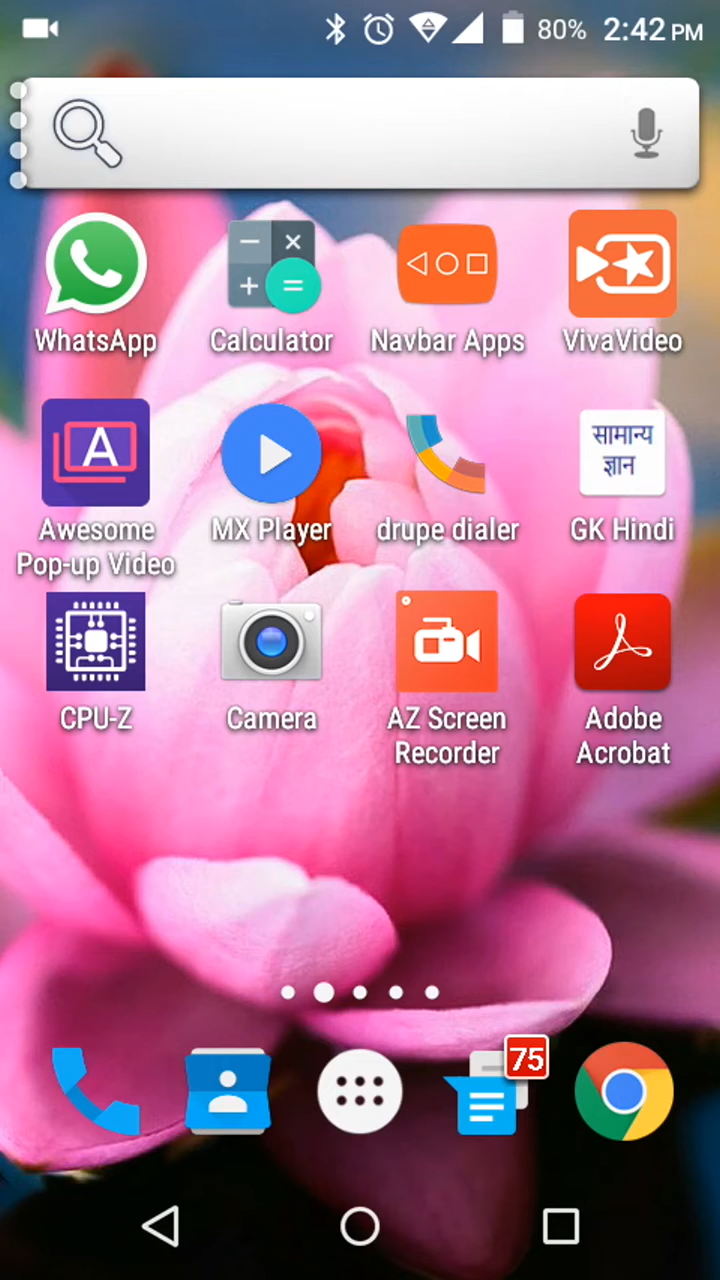 80% 2:42 PM
WhatsApp Calculator Navbar Apps VivaVideo
A
सामान्य
ज्ञान
Awesome
Pop-up Video
MX Player drupe dialer GK Hindi
CPU-Z Camera AZ Screen
Recorder
Adobe
Acrobat
75